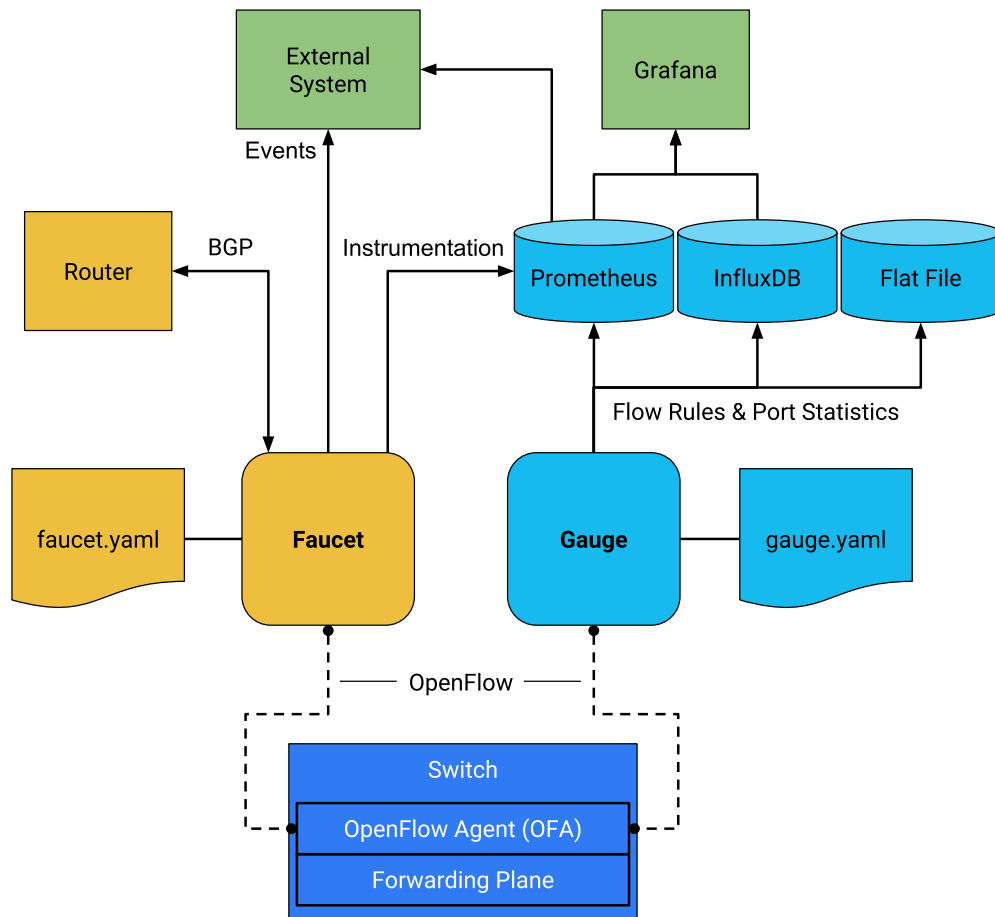 External
System
Grafana
Events
Router
BGP
Instrumentation
Prometheus
InfluxDB
Flat File
Flow Rules & Port Statistics
faucet.yaml
Faucet
Gauge
gauge.yaml
OpenFlow
Switch
OpenFlow Agent (OFA)
Forwarding Plane